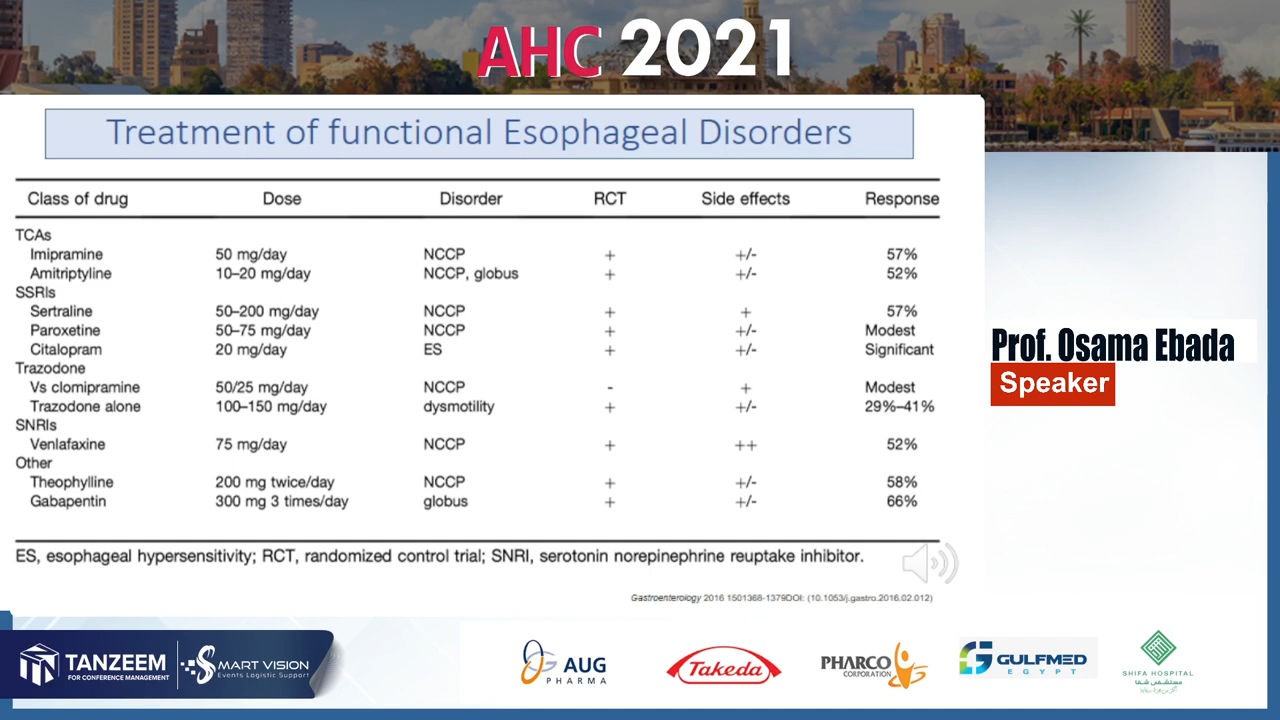 AHC 2021
Treatment of functional Esophageal Disorders
Class of drug Dose Disorder RCT Side effects Response
TCAs
Imipramine 50 mg/day NCCP + +/- 57%
Amitriptyline 10–20 mg/day NCCP, globus + +/- 52%
SSRIs
Sertraline 50–200 mg/day NCCP + + 57%
Paroxetine 50–75 mg/day NCCP + +/- Modest
Citalopram 20 mg/day ES + +/- Significant
Trazodone
Vs clomipramine 50/25 mg/day NCCP - + Modest
Trazodone alone 100–150 mg/day dysmotility + +/- 29%–41%
SNRIs
Venlafaxine 75 mg/day NCCP + ++ 52%
Other
Theophylline 200 mg twice/day NCCP + +/- 58%
Gabapentin 300 mg 3 times/day globus + +/- 66%
ES, esophageal hypersensitivity; RCT, randomized control trial; SNRI, serotonin norepinephrine reuptake inhibitor.
Gastroenterology 2016 1501368-1379DOI: (10.1053/j.gastro.2016.02.012)
Prof. Osama Ebada
Speaker
TANZEEM
FOR CONFERENCE MANAGEMENT
SMART VISION
Events Logistic Support
AUG
PHARMA
Takeda
PHARCO
CORPORATION
GULFMED
EGYPT
SHIFA HOSPITAL
مستشفى شفا